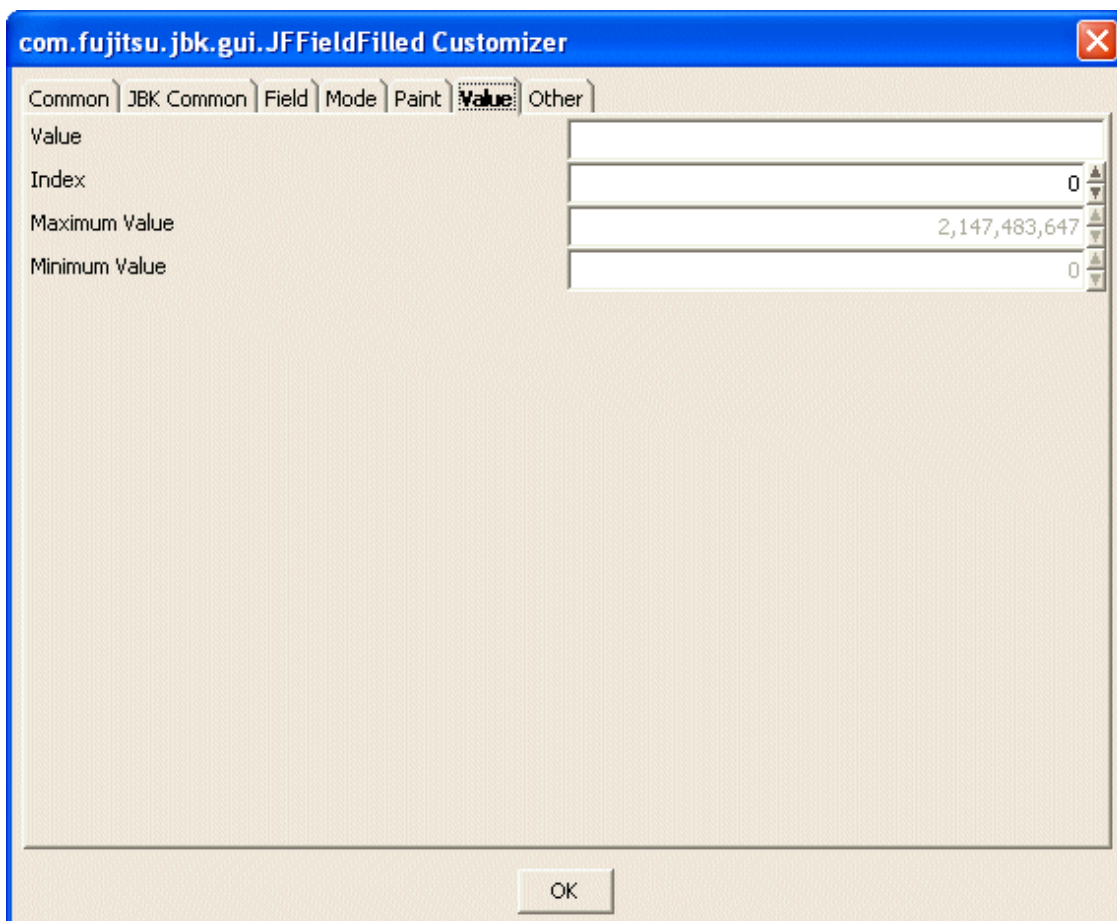 com.fujitsu.jbk.gui.JFFieldFilled Customizer
Common JBK Common Field Mode Paint Value Other
Value
Index 0
Maximum Value 2,147,483,647
Minimum Value 0
OK